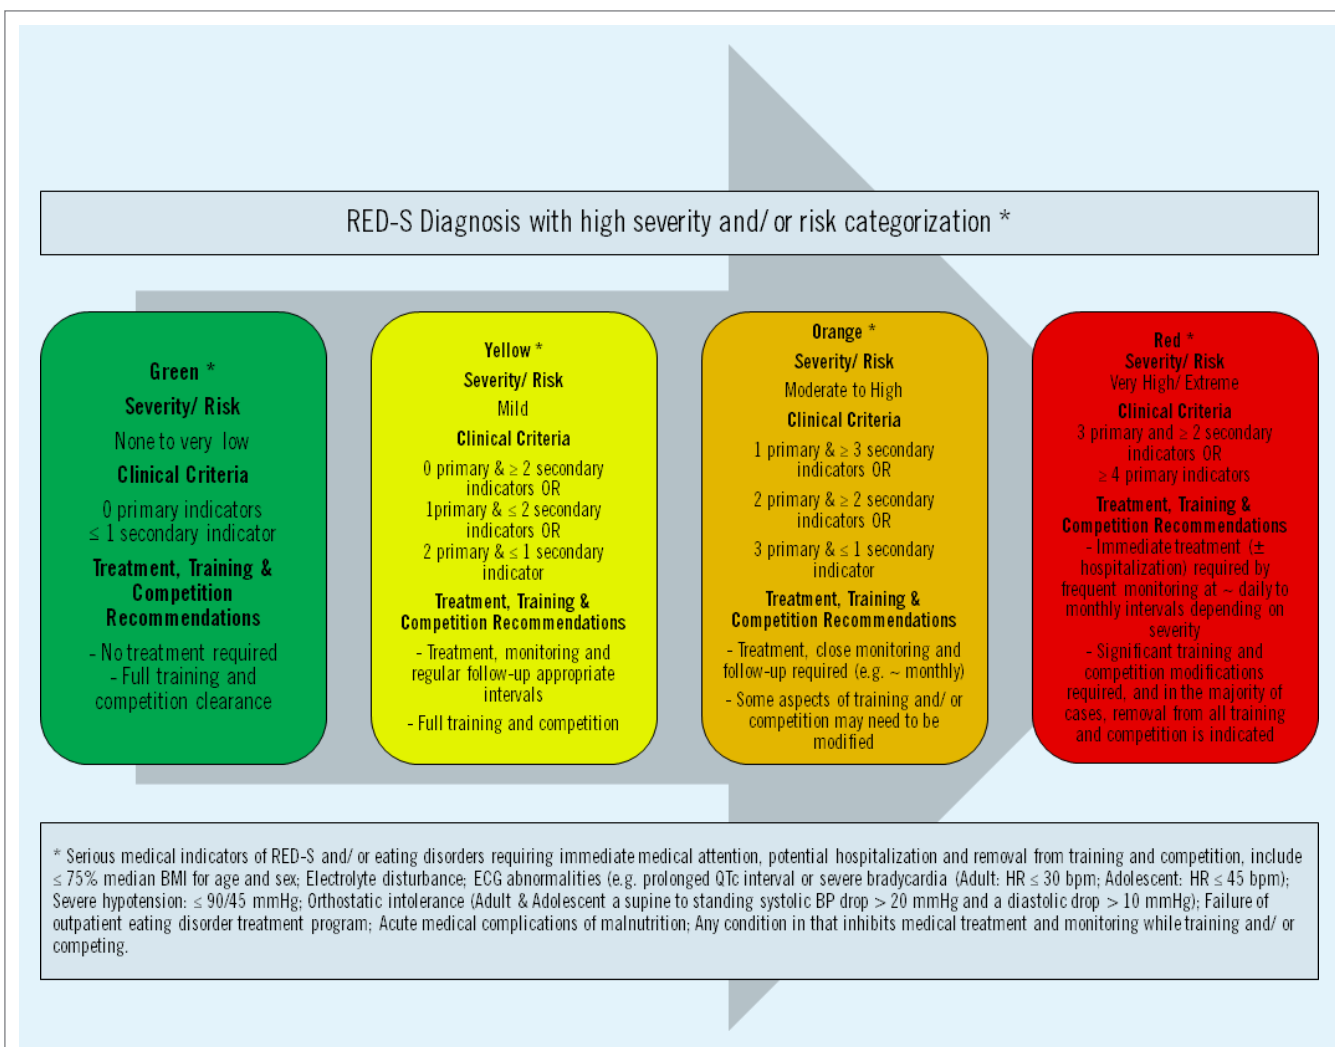 RED-S Diagnosis with high severity and/ or risk categorization *
Green *
Severity/ Risk
None to very low
Clinical Criteria
0 primary indicators
≤ 1 secondary indicator
Treatment, Training &
Competition
Recommendations
- No treatment required
- Full training and
competition clearance
Yellow *
Severity/ Risk
Mild
Clinical Criteria
0 primary & ≥ 2 secondary
indicators OR
1primary & ≤ 2 secondary
indicators OR
2 primary & ≤ 1 secondary
indicator
Treatment, Training &
Competition Recommendations
- Treatment, monitoring and
regular follow-up appropriate
intervals
- Full training and competition
Orange *
Severity/ Risk
Moderate to High
Clinical Criteria
1 primary & ≥ 3 secondary
indicators OR
2 primary & ≥ 2 secondary
indicators OR
3 primary & ≤ 1 secondary
indicator
Treatment, Training &
Competition Recommendations
- Treatment, close monitoring and
follow-up required (e.g. ~ monthly)
- Some aspects of training and/ or
competition may need to be
modified
Red *
Severity/ Risk
Very High/ Extreme
Clinical Criteria
3 primary and ≥ 2 secondary
indicators OR
≥ 4 primary indicators
Treatment, Training &
Competition Recommendations
- Immediate treatment (±
hospitalization) required by
frequent monitoring at ~ daily to
monthly intervals depending on
severity
- Significant training and
competition modifications
required, and in the majority of
cases, removal from all training
and competition is indicated
* Serious medical indicators of RED-S and/ or eating disorders requiring immediate medical attention, potential hospitalization and removal from training and competition, include
≤ 75% median BMI for age and sex; Electrolyte disturbance; ECG abnormalities (e.g. prolonged QTc interval or severe bradycardia (Adult: HR ≤ 30 bpm; Adolescent: HR ≤ 45 bpm);
Severe hypotension: ≤ 90/45 mmHg; Orthostatic intolerance (Adult & Adolescent a supine to standing systolic BP drop > 20 mmHg and a diastolic drop > 10 mmHg); Failure of
outpatient eating disorder treatment program; Acute medical complications of malnutrition; Any condition in that inhibits medical treatment and monitoring while training and/ or
competing.